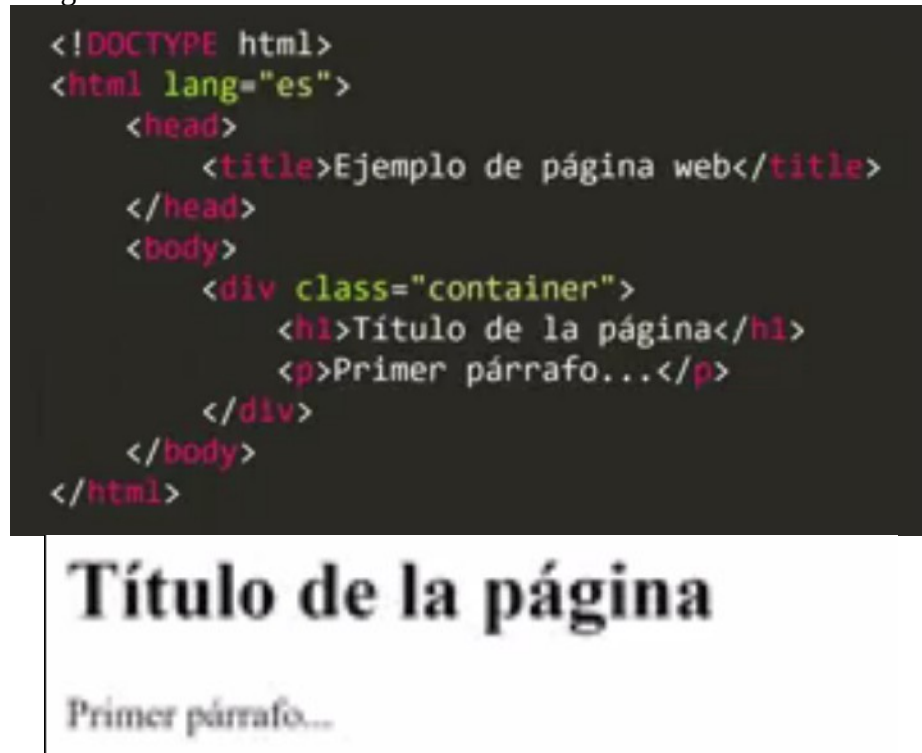 <!DOCTYPE html>
<html lang="es">
<head>
<title>Ejemplo de página web</title>
</head>
<body>
<div class="container">
<h1>Título de la página</h1>
<p>Primer párrafo...</p>
</div>
</body>
</html>
Título de la página
Primer párrafo...